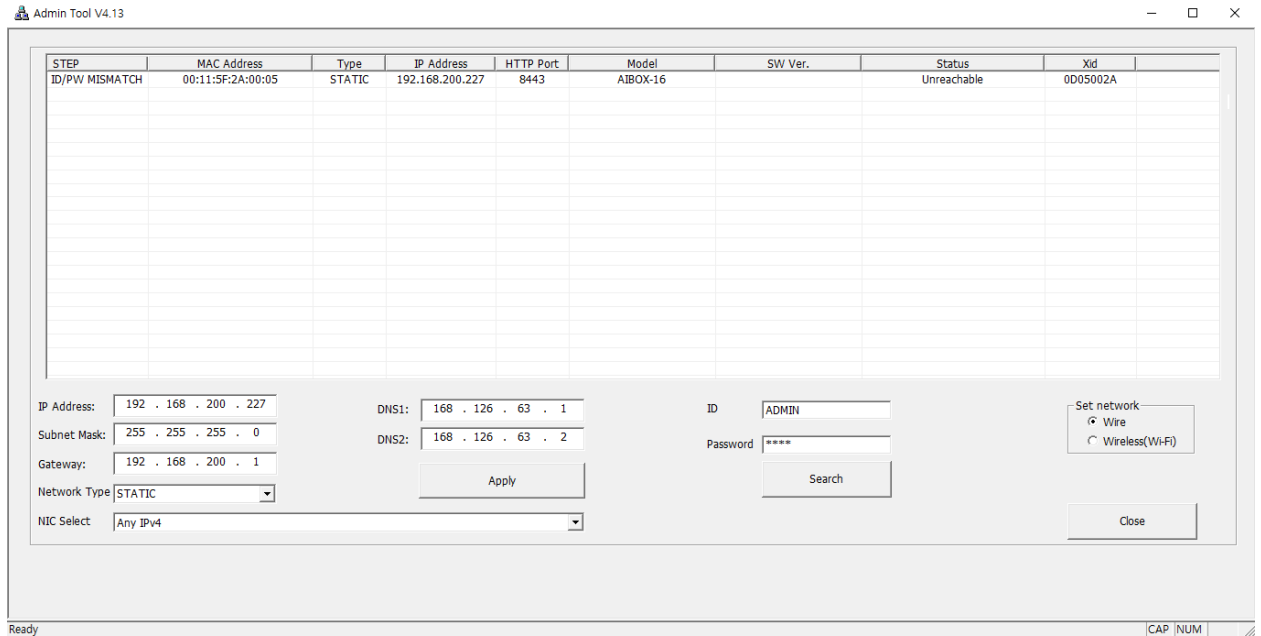 Admin Tool V4.13
STEP MAC Address Type IP Address HTTP Port Model SW Ver. Status Xid
ID/PW MISMATCH 00:11:5F:2A:00:05 STATIC 192.168.200.227 8443 AIBOX-16 Unreachable 0D05002A
IP Address: 192 . 168 . 200 . 227
Subnet Mask: 255 . 255 . 255 . 0
Gateway: 192 . 168 . 200 . 1
Network Type STATIC
NIC Select Any IPv4
DNS1: 168 . 126 . 63 . 1
DNS2: 168 . 126 . 63 . 2
Apply
ID ADMIN
Password ****
Search
Set network
Wire
Wireless(Wi-Fi)
Close
Ready CAP NUM